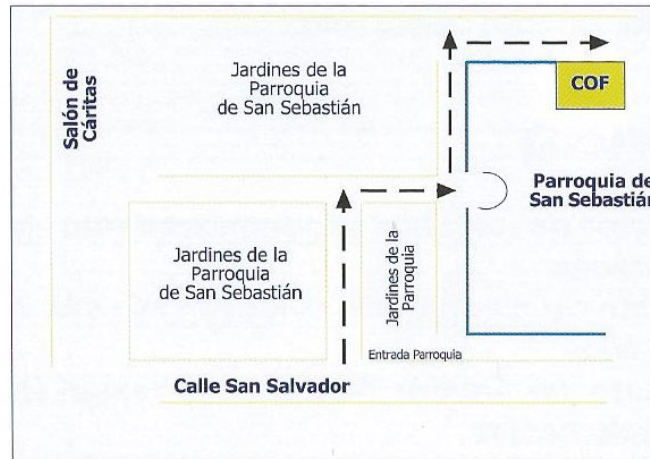 Salón de
Cáritas
Jardines de la
Parroquia
de San Sebastián
COF
Parroquia de
San Sebastián
Jardines de la
Parroquia
de San Sebastián
Jardines de la
Parroquia
Entrada Parroquia
Calle San Salvador